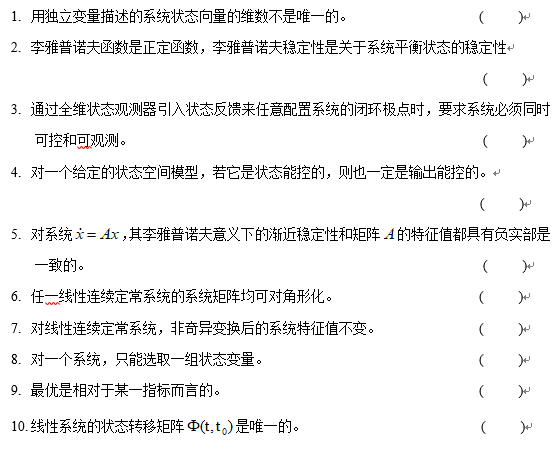 1. 用独立变量描述的系统状态向量的维数不是唯一的。 ( )
2. 李雅普诺夫函数是正定函数，李雅普诺夫稳定性是关于系统平衡状态的稳定性
( )
3. 通过全维状态观测器引入状态反馈来任意配置系统的闭环极点时，要求系统必须同时
可控和可观测。 ( )
4. 对一个给定的状态空间模型，若它是状态能控的，则也一定是输出能控的。
( )
5. 对系统 ẋ = Ax ,其李雅普诺夫意义下的渐近稳定性和矩阵 A 的特征值都具有负实部是
一致的。 ( )
6. 任一线性连续定常系统的系统矩阵均可对角形化。 ( )
7. 对线性连续定常系统，非奇异变换后的系统特征值不变。 ( )
8. 对一个系统，只能选取一组状态变量。 ( )
9. 最优是相对于某一指标而言的。 ( )
10. 线性系统的状态转移矩阵 Φ(t,t₀) 是唯一的。 ( )